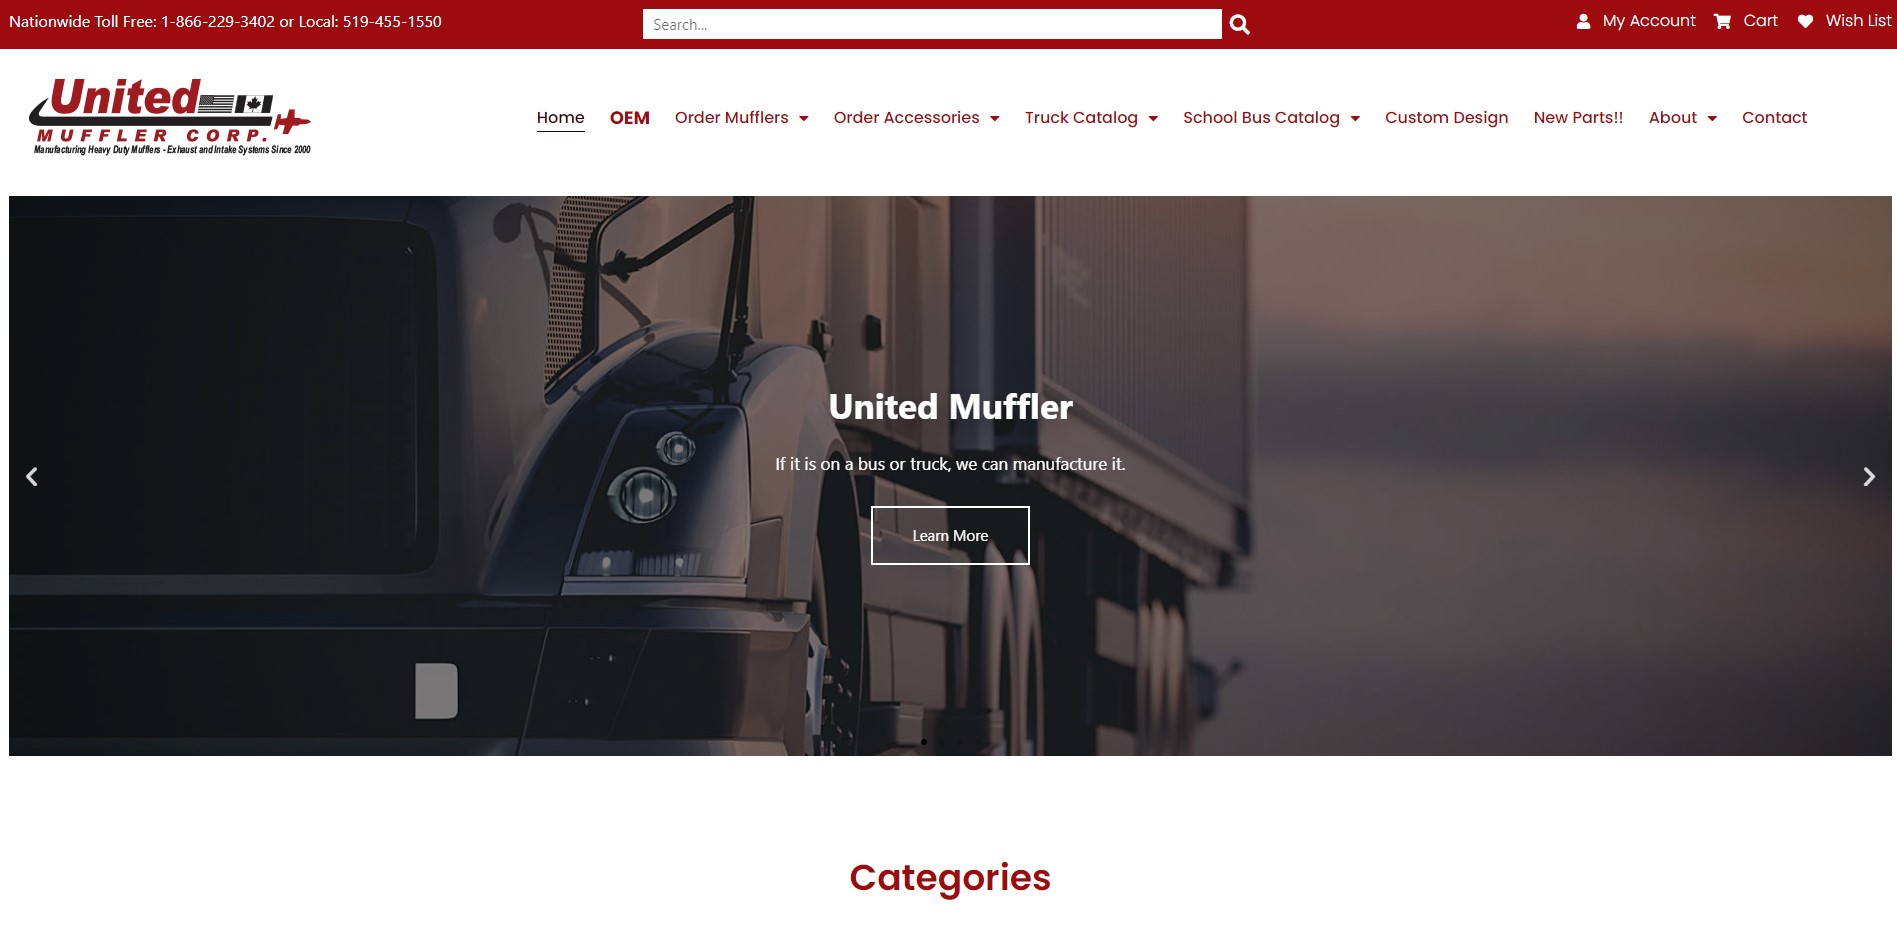 Nationwide Toll Free: 1-866-229-3402 or Local: 519-455-1550
Search...
My Account
Cart
Wish List
United
MUFFLER CORP.
Manufacturing Heavy Duty Mufflers - Exhaust and Intake Systems Since 2000
Home
OEM
Order Mufflers
Order Accessories
Truck Catalog
School Bus Catalog
Custom Design
New Parts!!
About
Contact
United Muffler
If it is on a bus or truck, we can manufacture it.
Learn More
Categories